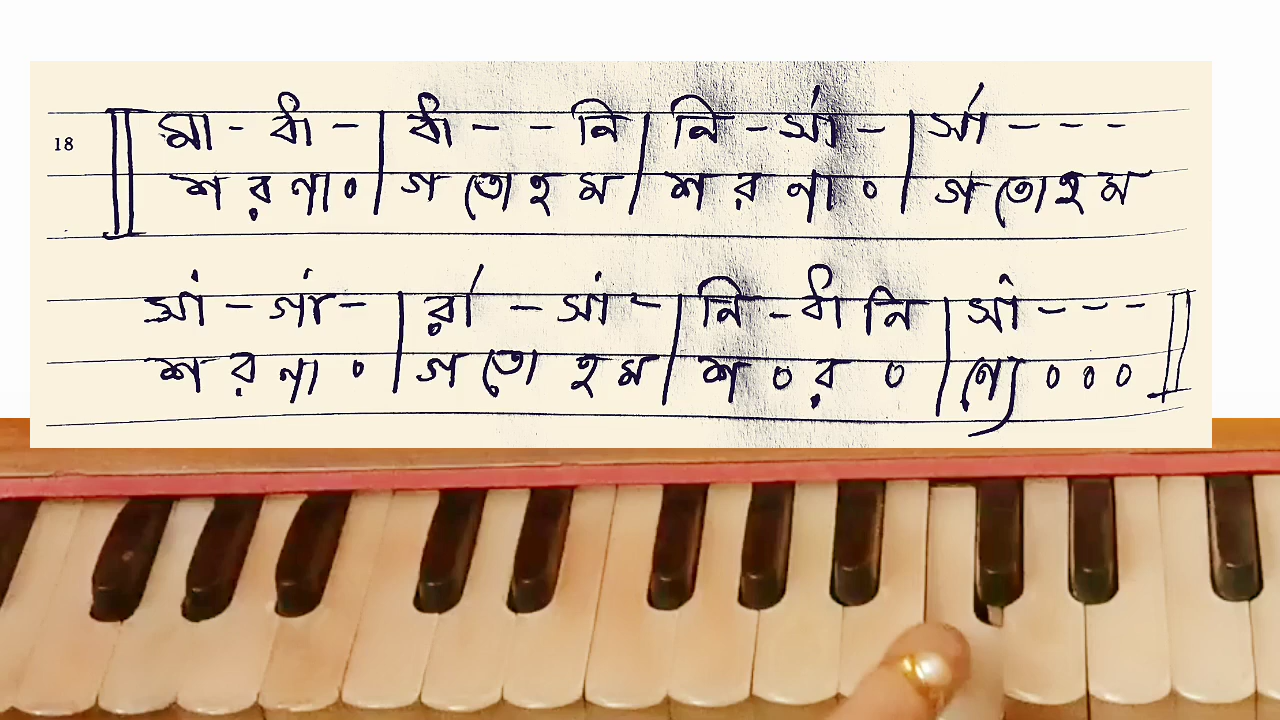 18 || মা - র্ধা - | র্ধা - - নি | নি - র্সা - | র্সা - - -
শ র ণা ০ | গ তো হ ম | শ র ণা ০ | গ তো হ ম
র্সা - র্গা - | র্রা - র্সা - | নি - র্ধা নি | র্সা - - - ||
শ র ণা ০ | গ তো হ ম | শ ০ র ০ | ণ্যে ০ ০ ০ ||